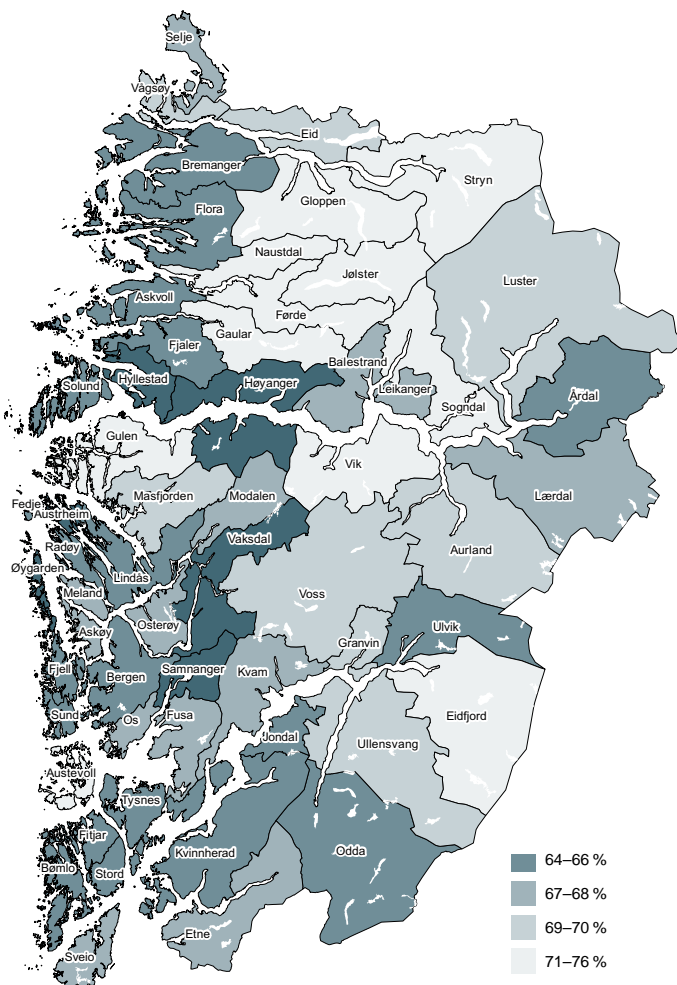 Selje
Vågsøy
Eid
Bremanger
Stryn
Gloppen
Flora
Naustdal
Jølster
Luster
Askvoll
Førde
Gaular
Fjaler
Balestrand
Hyllestad
Høyanger
Solund
Leikanger
Årdal
Sogndal
Gulen
Vik
Masfjorden
Modalen
Lærdal
Fedje
Austrheim
Vaksdal
Radøy
Aurland
Øygarden
Lindås
Meland
Voss
Osterøy
Askøy
Ulvik
Granvin
Fjell
Bergen
Samnanger
Kvam
Sund
Os
Fusa
Eidfjord
Jondal
Ullensvang
Austevoll
Tysnes
Fitjar
Kvinnherad
Odda
Bømlo
Stord
Etne
Sveio
64–66 %
67–68 %
69–70 %
71–76 %